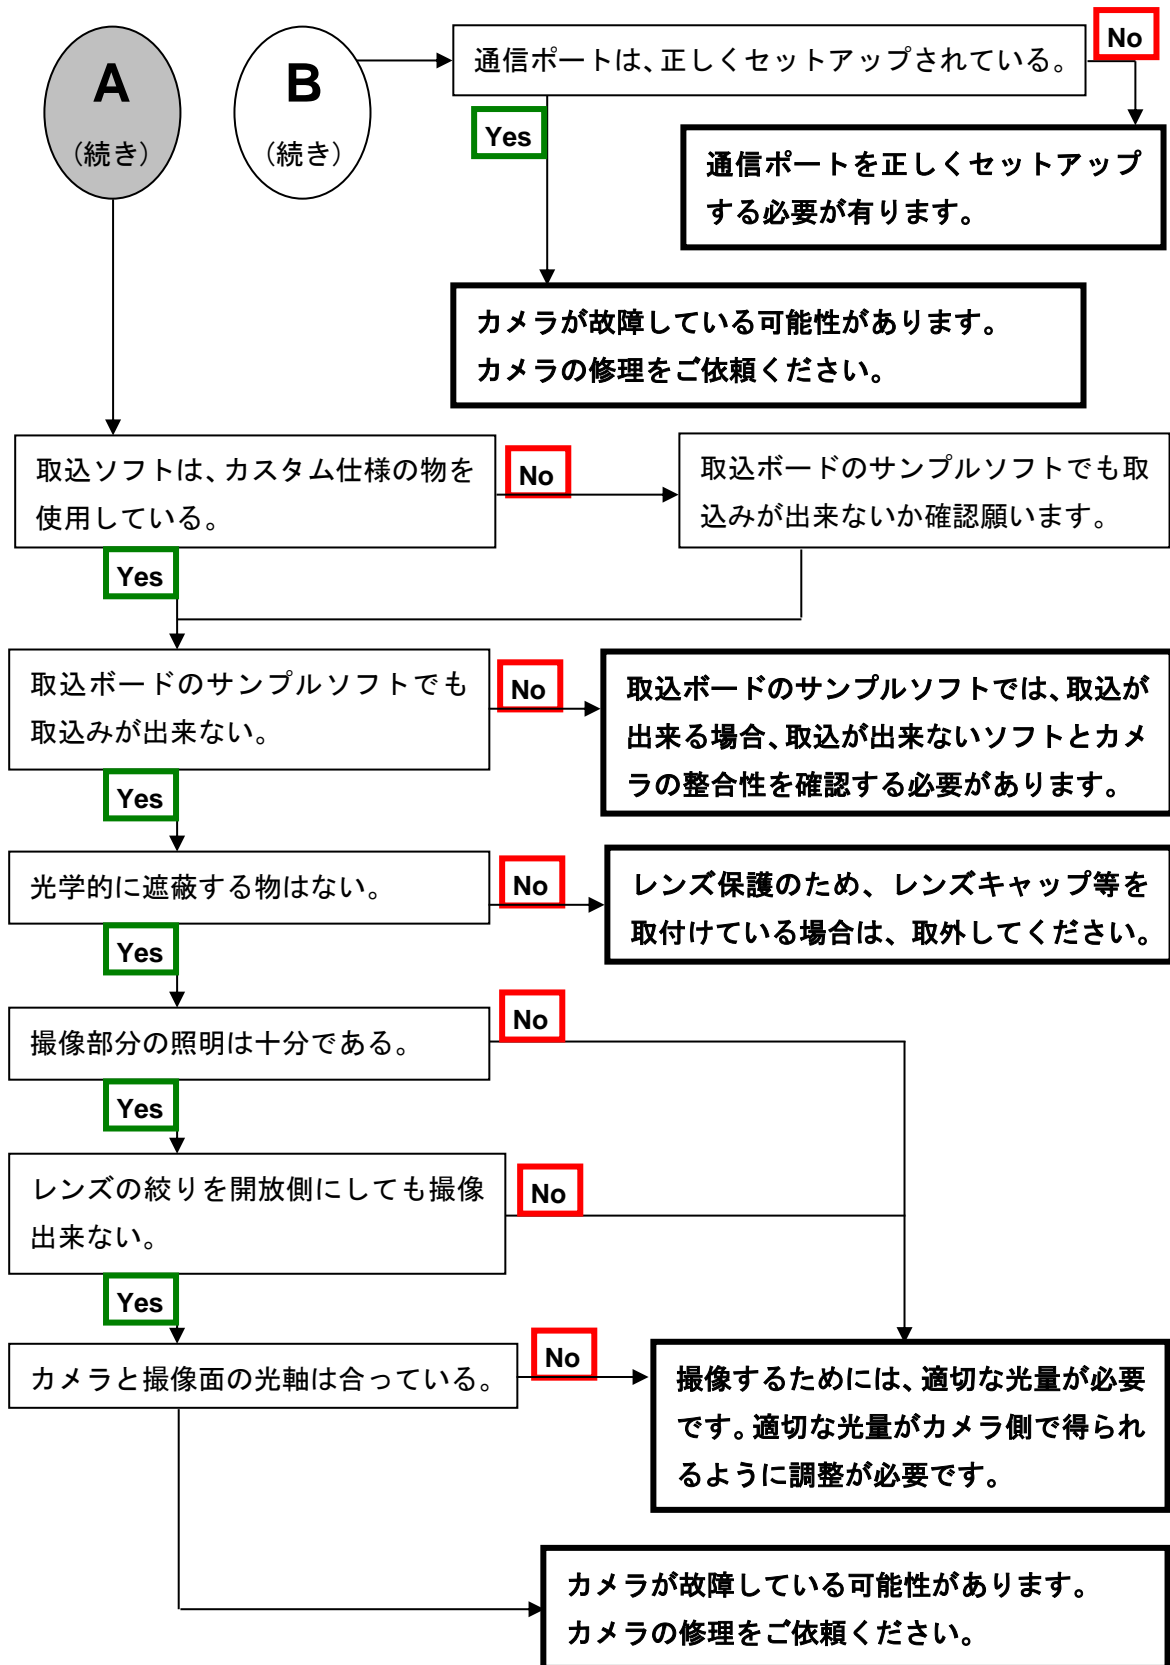 A
(続き)
B
(続き)
通信ポートは、正しくセットアップされている。
No
Yes
通信ポートを正しくセットアップ
する必要が有ります。
カメラが故障している可能性があります。
カメラの修理をご依頼ください。
取込ソフトは、カスタム仕様の物を
使用している。
No
取込ボードのサンプルソフトでも取
込みが出来ないか確認願います。
Yes
取込ボードのサンプルソフトでも
取込みが出来ない。
No
取込ボードのサンプルソフトでは、取込が
出来る場合、取込が出来ないソフトとカメ
ラの整合性を確認する必要があります。
Yes
光学的に遮蔽する物はない。
No
レンズ保護のため、レンズキャップ等を
取付けている場合は、取外してください。
Yes
撮像部分の照明は十分である。
No
Yes
レンズの絞りを開放側にしても撮像
出来ない。
No
Yes
カメラと撮像面の光軸は合っている。
No
撮像するためには、適切な光量が必要
です。適切な光量がカメラ側で得られ
るように調整が必要です。
カメラが故障している可能性があります。
カメラの修理をご依頼ください。